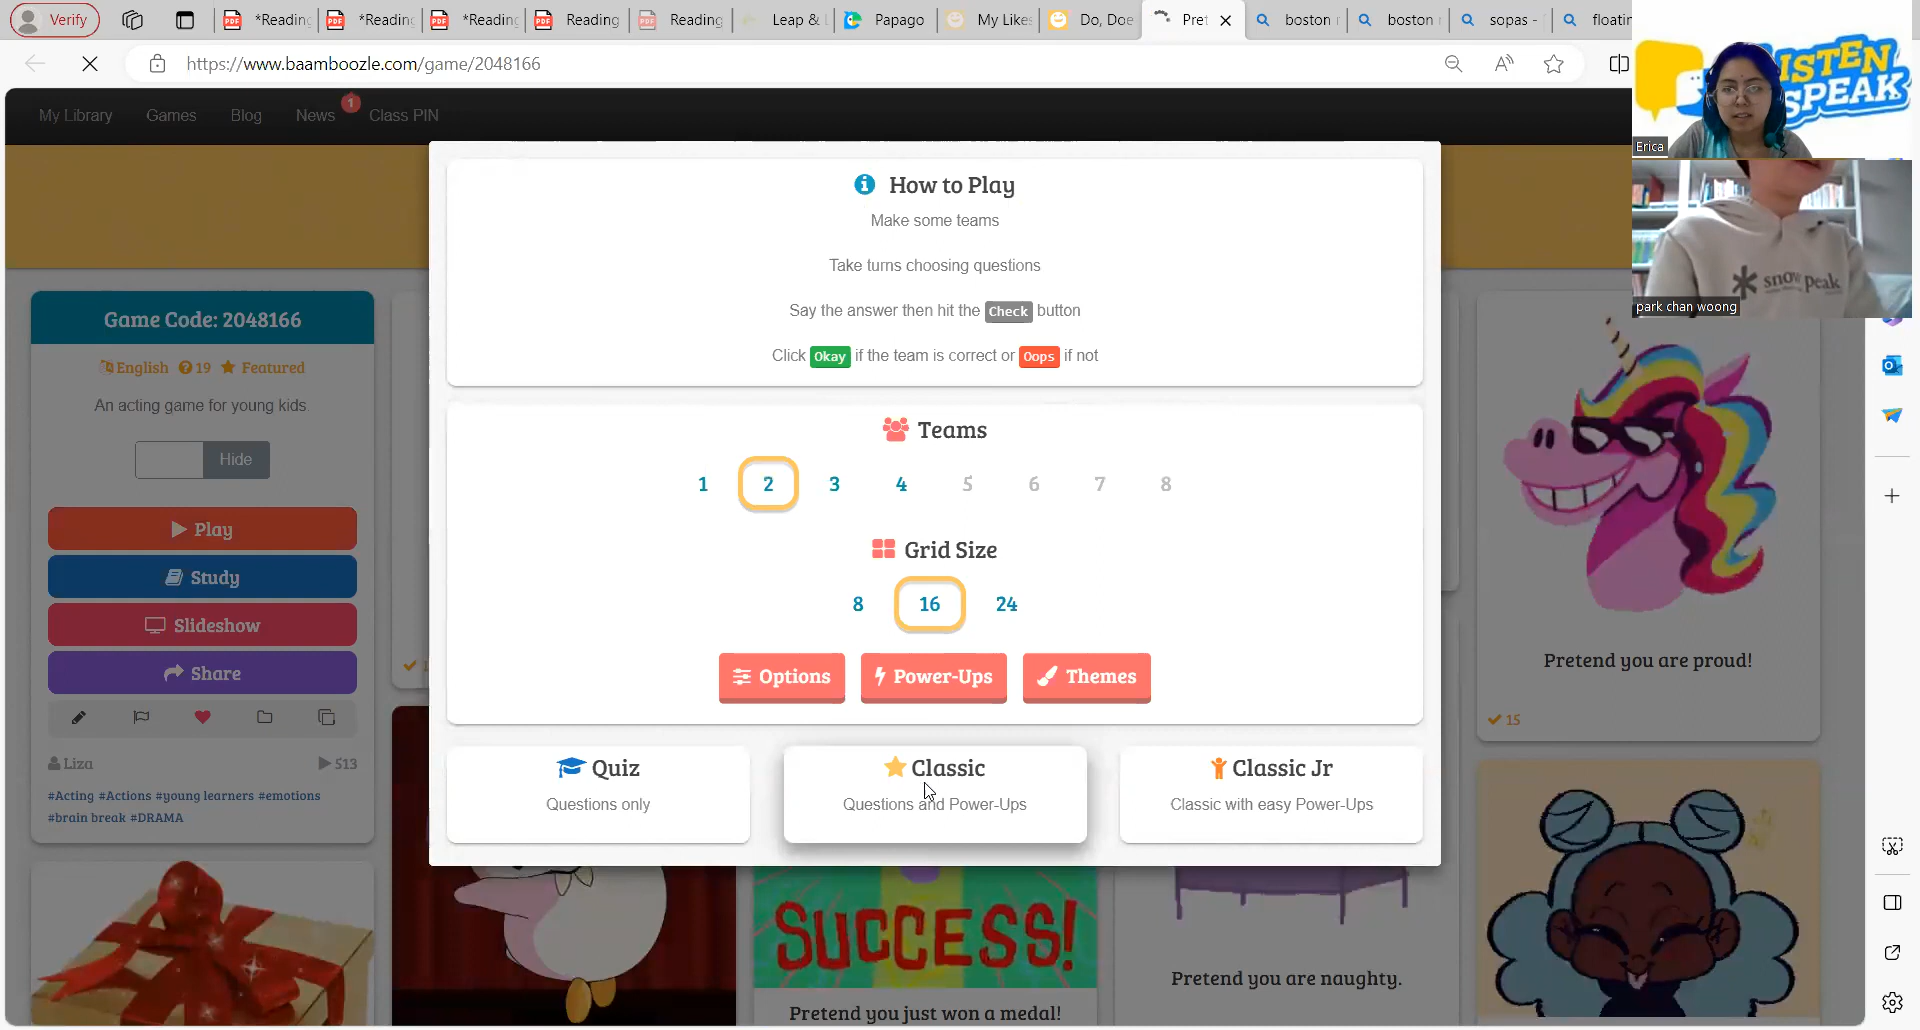 Verify
*Reading
*Reading
*Reading
Reading
Reading
Leap &
Papago
My Likes
Do, Doe
Pret
boston
boston
sopas -
floatin
https://www.baamboozle.com/game/2048166
LISTEN
SPEAK
Erica
snow peak
park chan woong
My Library
Games
Blog
News
1
Class PIN
How to Play
Make some teams
Take turns choosing questions
Say the answer then hit the Check button
Click Okay if the team is correct or Oops if not
Teams
1 2 3 4 5 6 7 8
Grid Size
8 16 24
Options
Power-Ups
Themes
Quiz
Questions only
Classic
Questions and Power-Ups
Classic Jr
Classic with easy Power-Ups
Game Code: 2048166
English 19 Featured
An acting game for young kids
Hide
Play
Study
Slideshow
Share
Liza
513
#Acting #Actions #young learners #emotions
#brain break #DRAMA
Pretend you are proud!
15
SUCCESS!
Pretend you just won a medal!
Pretend you are naughty.